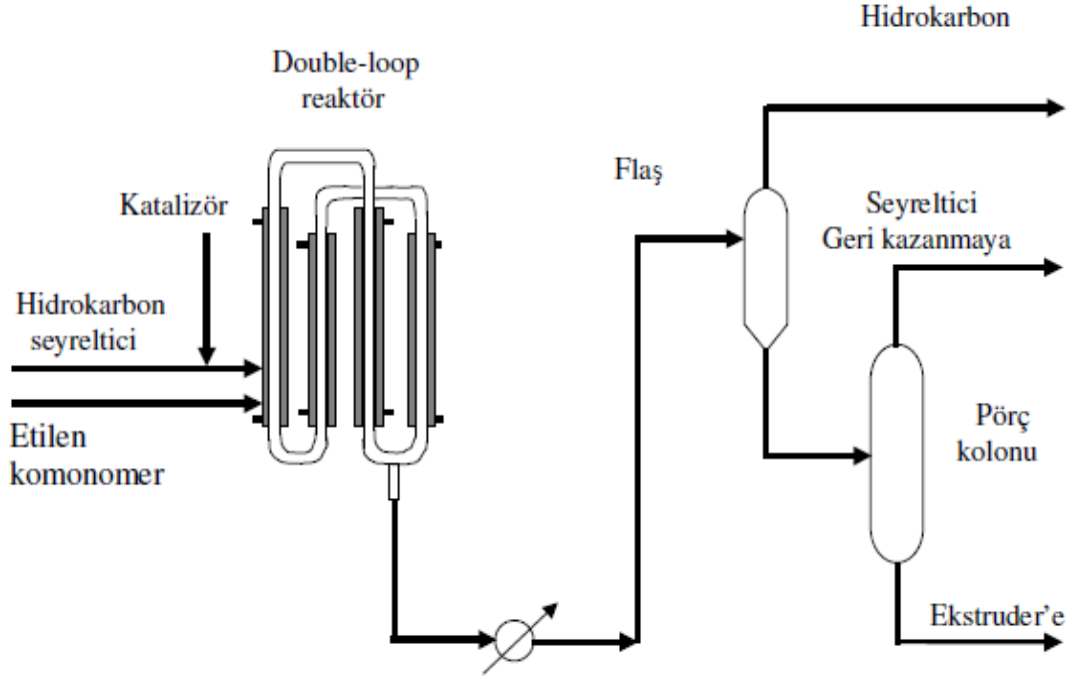 Hidrokarbon
Double-loop
reaktör
Flaş
Katalizör
Seyreltici
Geri kazanmaya
Hidrokarbon
seyreltici
Etilen
komonomer
Pörç
kolonu
Ekstruder'e